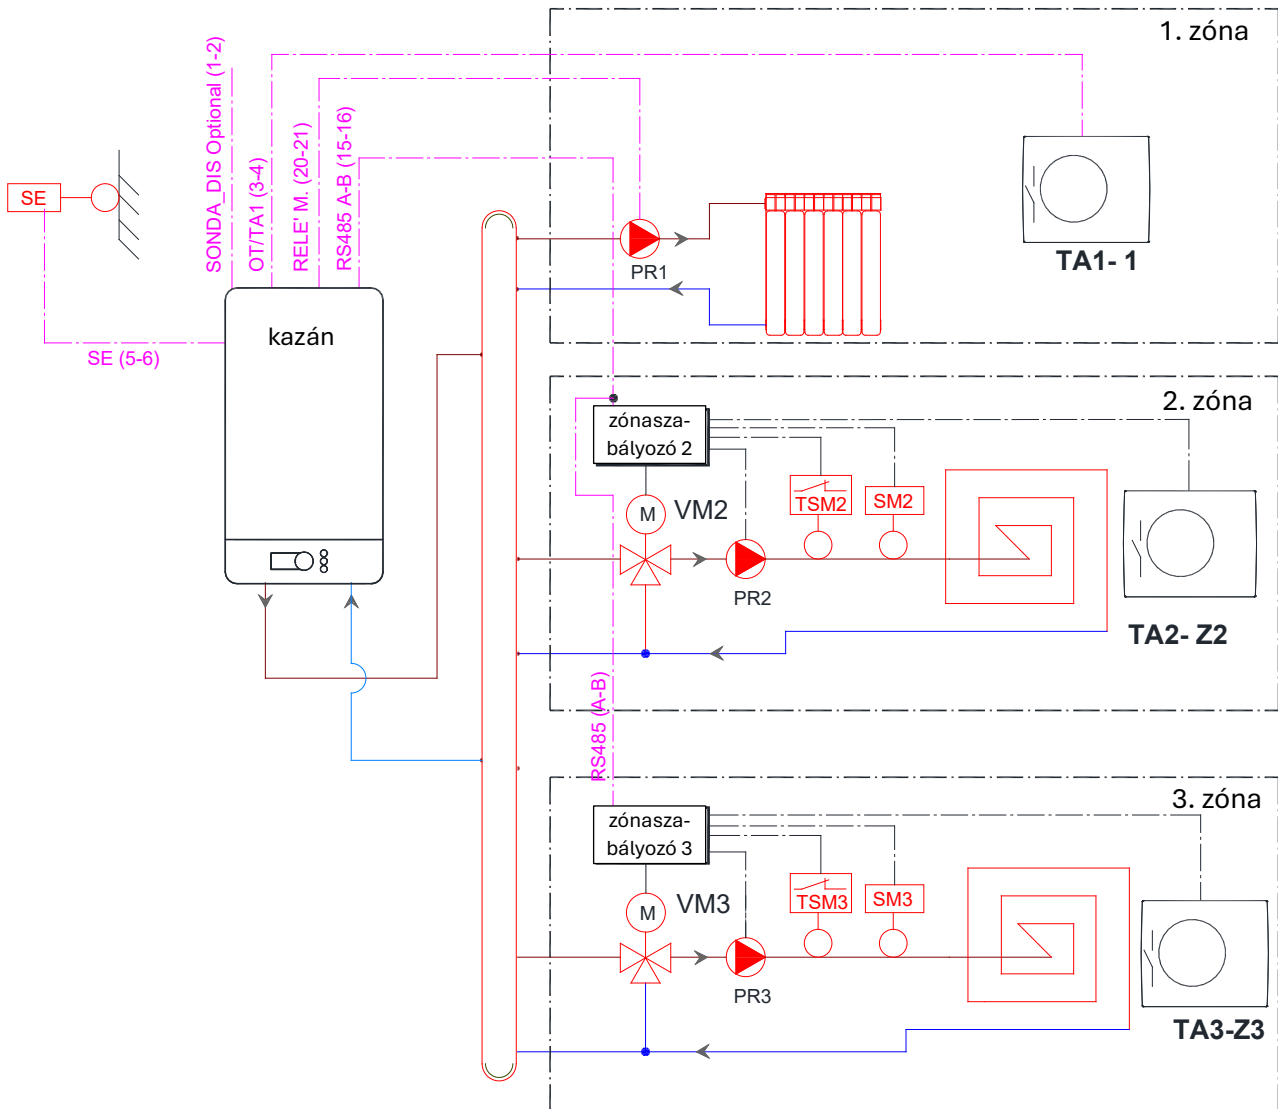 1. zóna
SONDA_DIS Optional (1-2)
OT/TA1 (3-4)
RELE' M. (20-21)
RS485 A-B (15-16)
SE
SE (5-6)
kazán
PR1
TA1- 1
2. zóna
zónasza-
bályozó 2
M
VM2
TSM2
SM2
PR2
TA2- Z2
RS485 (A-B)
3. zóna
zónasza-
bályozó 3
M
VM3
TSM3
SM3
PR3
TA3-Z3